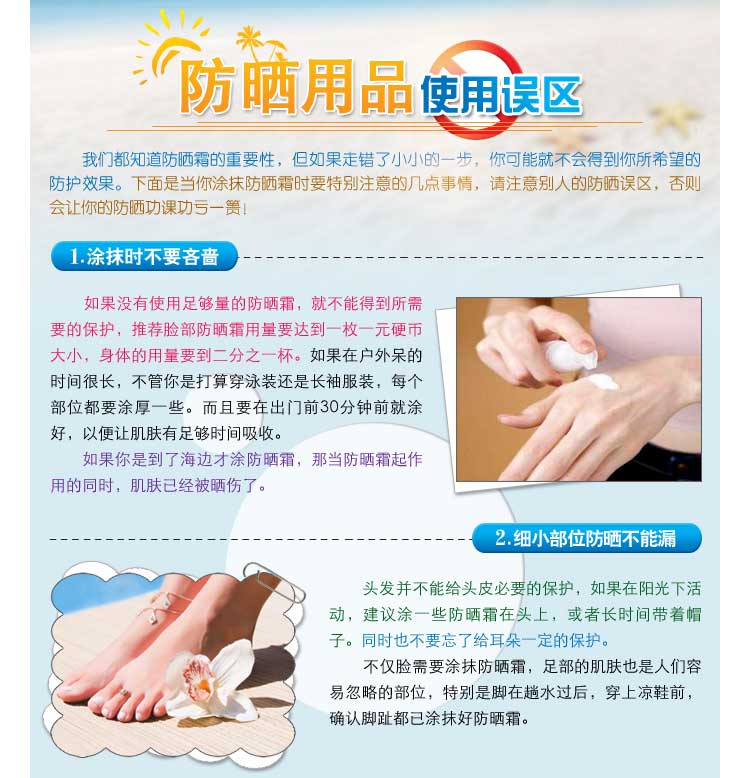 防晒用品使用误区
我们都知道防晒霜的重要性，但如果走错了小小的一步，你可能就不会得到你所希望的
防护效果。下面是当你涂抹防晒霜时要特别注意的几点事情，请注意别人的防晒误区，否则
会让你的防晒功课功亏一篑！
1.涂抹时不要吝啬
如果没有使用足够量的防晒霜，就不能得到所需
要的保护，推荐脸部防晒霜用量要达到一枚一元硬币
大小，身体的用量要到二分之一杯。如果在户外呆的
时间很长，不管你是打算穿泳装还是长袖服装，每个
部位都要涂厚一些。而且要在出门前30分钟前就涂
好，以便让肌肤有足够时间吸收。
如果你是到了海边才涂防晒霜，那当防晒霜起作
用的同时，肌肤已经被晒伤了。
2.细小部位防晒不能漏
头发并不能给头皮必要的保护，如果在阳光下活
动，建议涂一些防晒霜在头上，或者长时间带着帽
子。同时也不要忘了给耳朵一定的保护。
不仅脸需要涂抹防晒霜，足部的肌肤也是人们容
易忽略的部位，特别是脚在趟水过后，穿上凉鞋前，
确认脚趾都已涂抹好防晒霜。